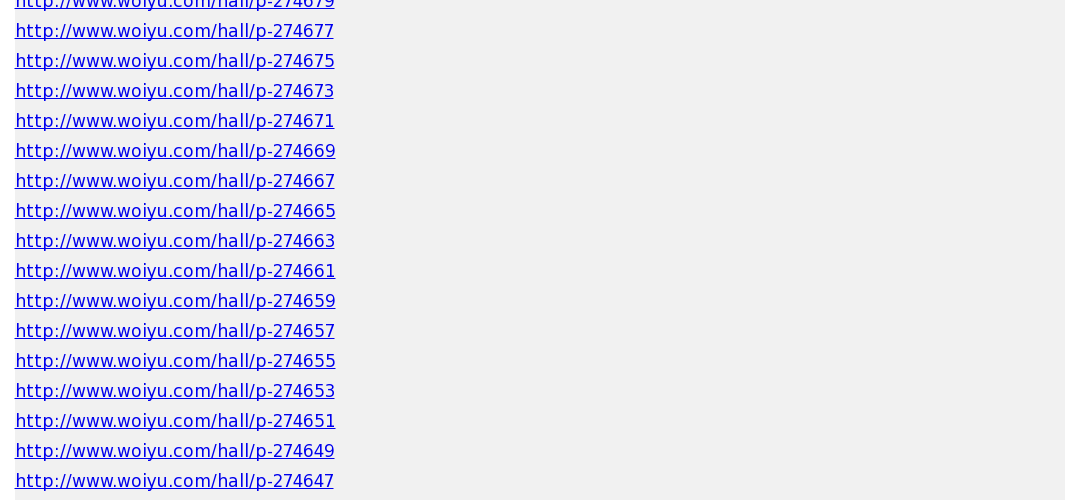 http://www.woiyu.com/hall/p-274679
http://www.woiyu.com/hall/p-274677
http://www.woiyu.com/hall/p-274675
http://www.woiyu.com/hall/p-274673
http://www.woiyu.com/hall/p-274671
http://www.woiyu.com/hall/p-274669
http://www.woiyu.com/hall/p-274667
http://www.woiyu.com/hall/p-274665
http://www.woiyu.com/hall/p-274663
http://www.woiyu.com/hall/p-274661
http://www.woiyu.com/hall/p-274659
http://www.woiyu.com/hall/p-274657
http://www.woiyu.com/hall/p-274655
http://www.woiyu.com/hall/p-274653
http://www.woiyu.com/hall/p-274651
http://www.woiyu.com/hall/p-274649
http://www.woiyu.com/hall/p-274647